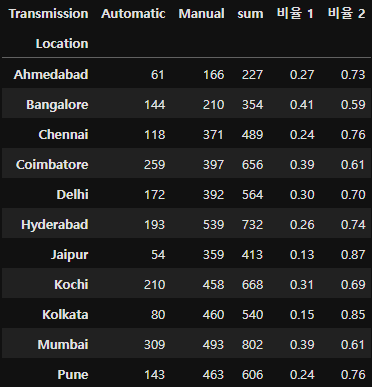 Transmission Automatic Manual sum 비율 1 비율 2
Location
Ahmedabad 61 166 227 0.27 0.73
Bangalore 144 210 354 0.41 0.59
Chennai 118 371 489 0.24 0.76
Coimbatore 259 397 656 0.39 0.61
Delhi 172 392 564 0.30 0.70
Hyderabad 193 539 732 0.26 0.74
Jaipur 54 359 413 0.13 0.87
Kochi 210 458 668 0.31 0.69
Kolkata 80 460 540 0.15 0.85
Mumbai 309 493 802 0.39 0.61
Pune 143 463 606 0.24 0.76